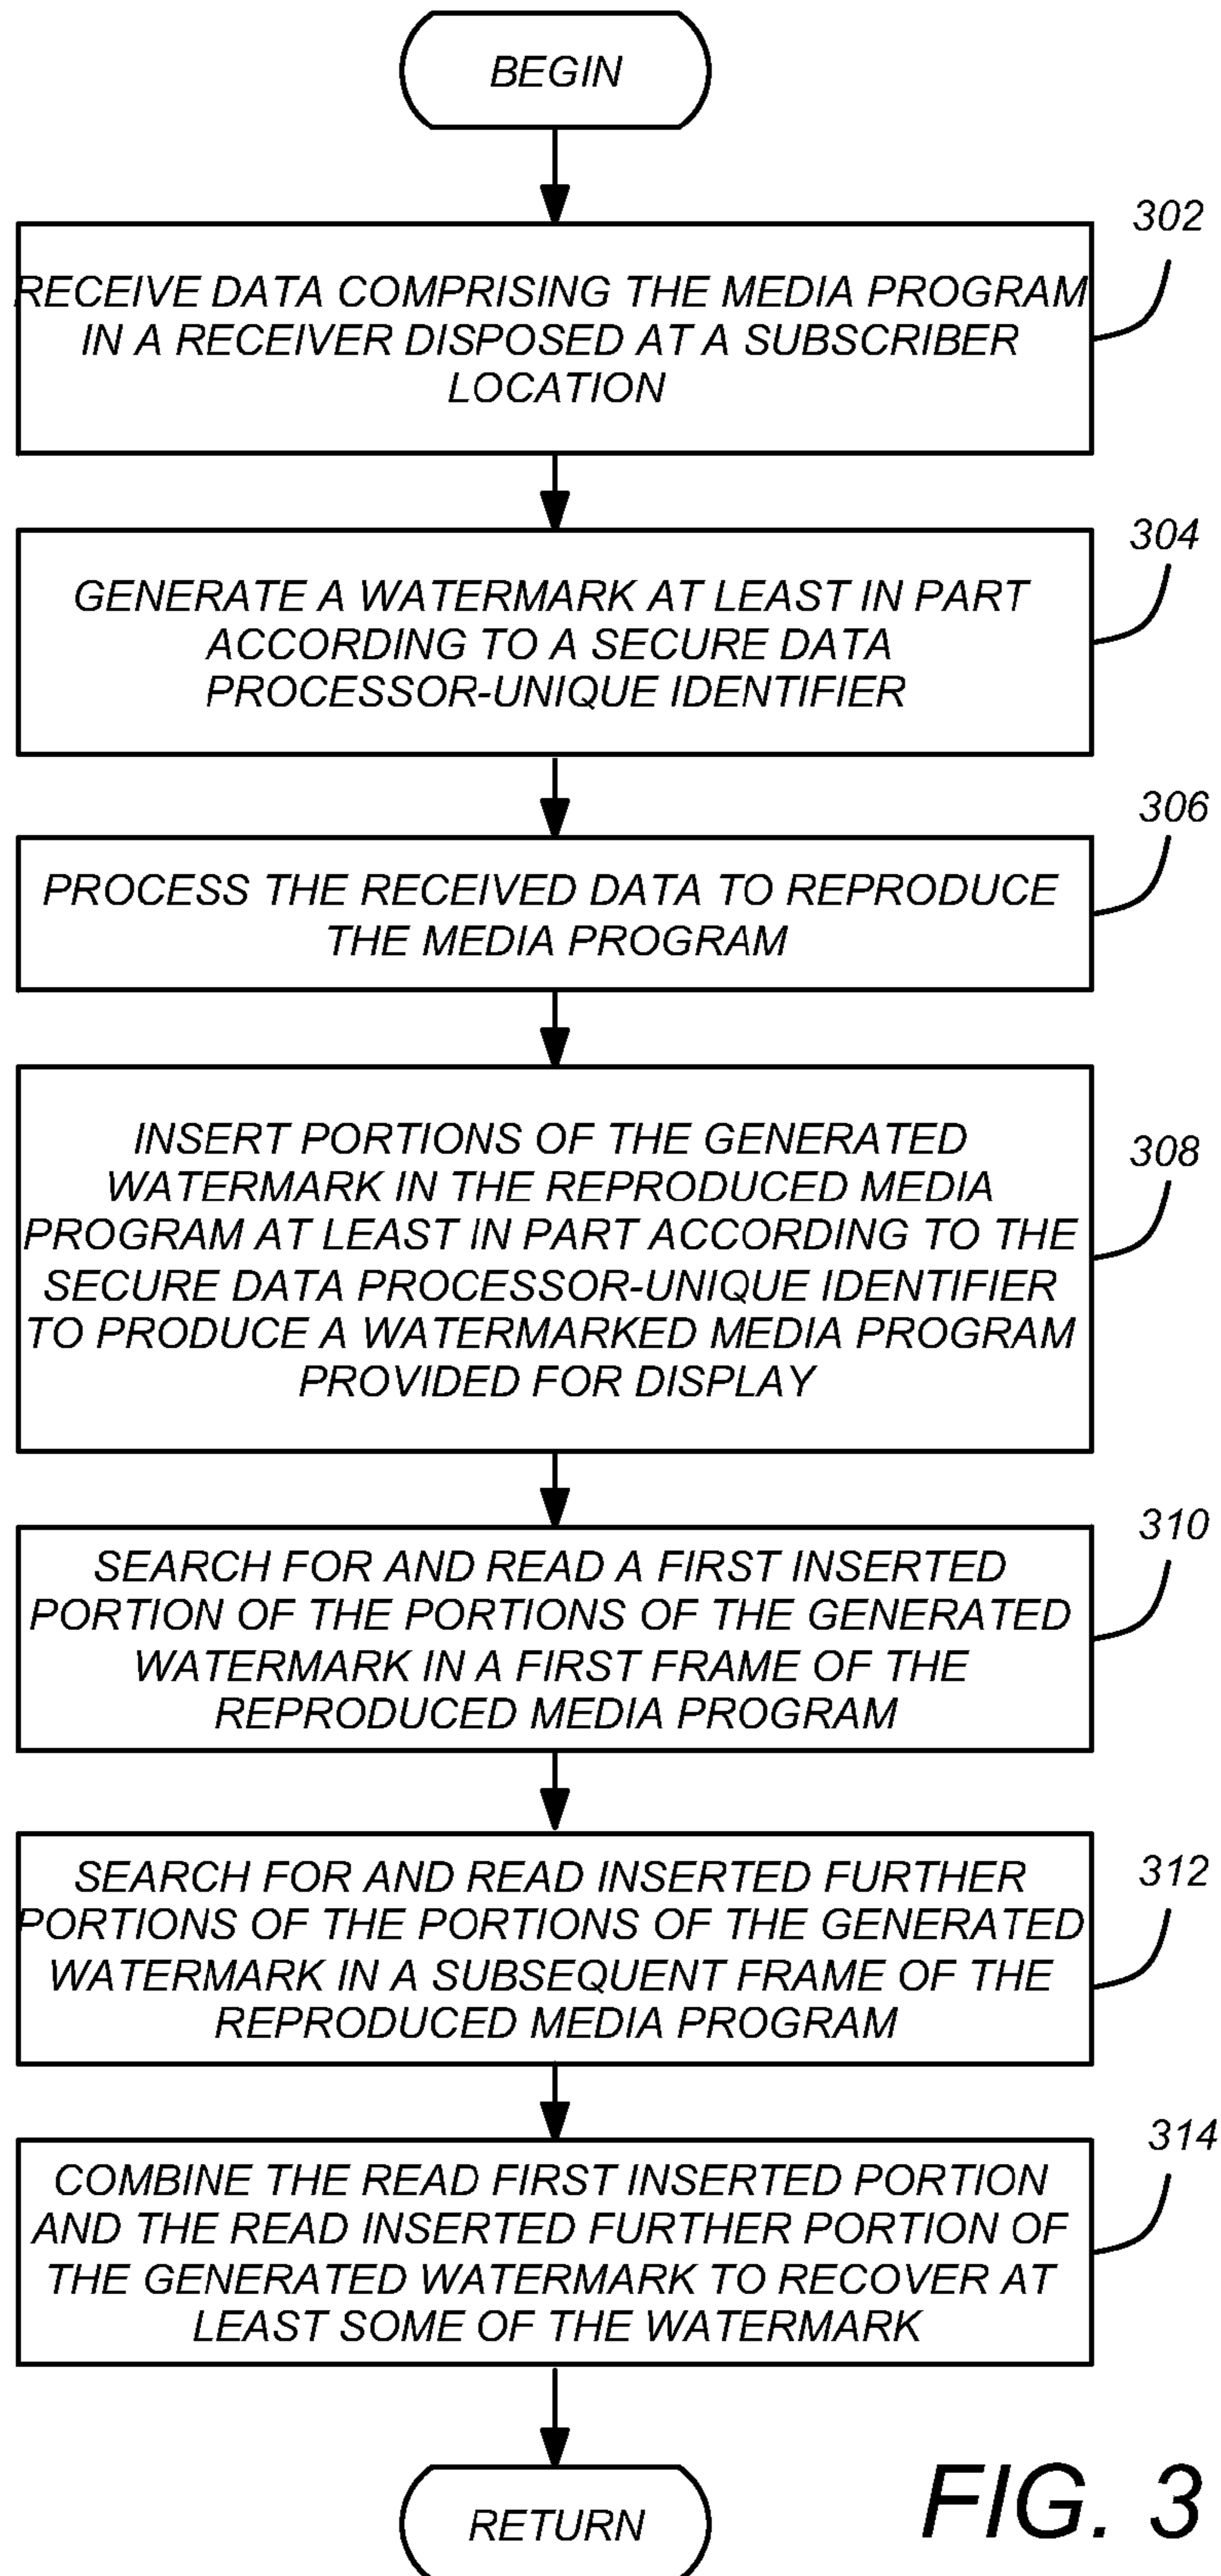 BEGIN
302
RECEIVE DATA COMPRISING THE MEDIA PROGRAM
IN A RECEIVER DISPOSED AT A SUBSCRIBER
LOCATION
304
GENERATE A WATERMARK AT LEAST IN PART
ACCORDING TO A SECURE DATA
PROCESSOR-UNIQUE IDENTIFIER
306
PROCESS THE RECEIVED DATA TO REPRODUCE
THE MEDIA PROGRAM
308
INSERT PORTIONS OF THE GENERATED
WATERMARK IN THE REPRODUCED MEDIA
PROGRAM AT LEAST IN PART ACCORDING TO THE
SECURE DATA PROCESSOR-UNIQUE IDENTIFIER
TO PRODUCE A WATERMARKED MEDIA PROGRAM
PROVIDED FOR DISPLAY
310
SEARCH FOR AND READ A FIRST INSERTED
PORTION OF THE PORTIONS OF THE GENERATED
WATERMARK IN A FIRST FRAME OF THE
REPRODUCED MEDIA PROGRAM
312
SEARCH FOR AND READ INSERTED FURTHER
PORTIONS OF THE PORTIONS OF THE GENERATED
WATERMARK IN A SUBSEQUENT FRAME OF THE
REPRODUCED MEDIA PROGRAM
314
COMBINE THE READ FIRST INSERTED PORTION
AND THE READ INSERTED FURTHER PORTION OF
THE GENERATED WATERMARK TO RECOVER AT
LEAST SOME OF THE WATERMARK
RETURN
FIG. 3